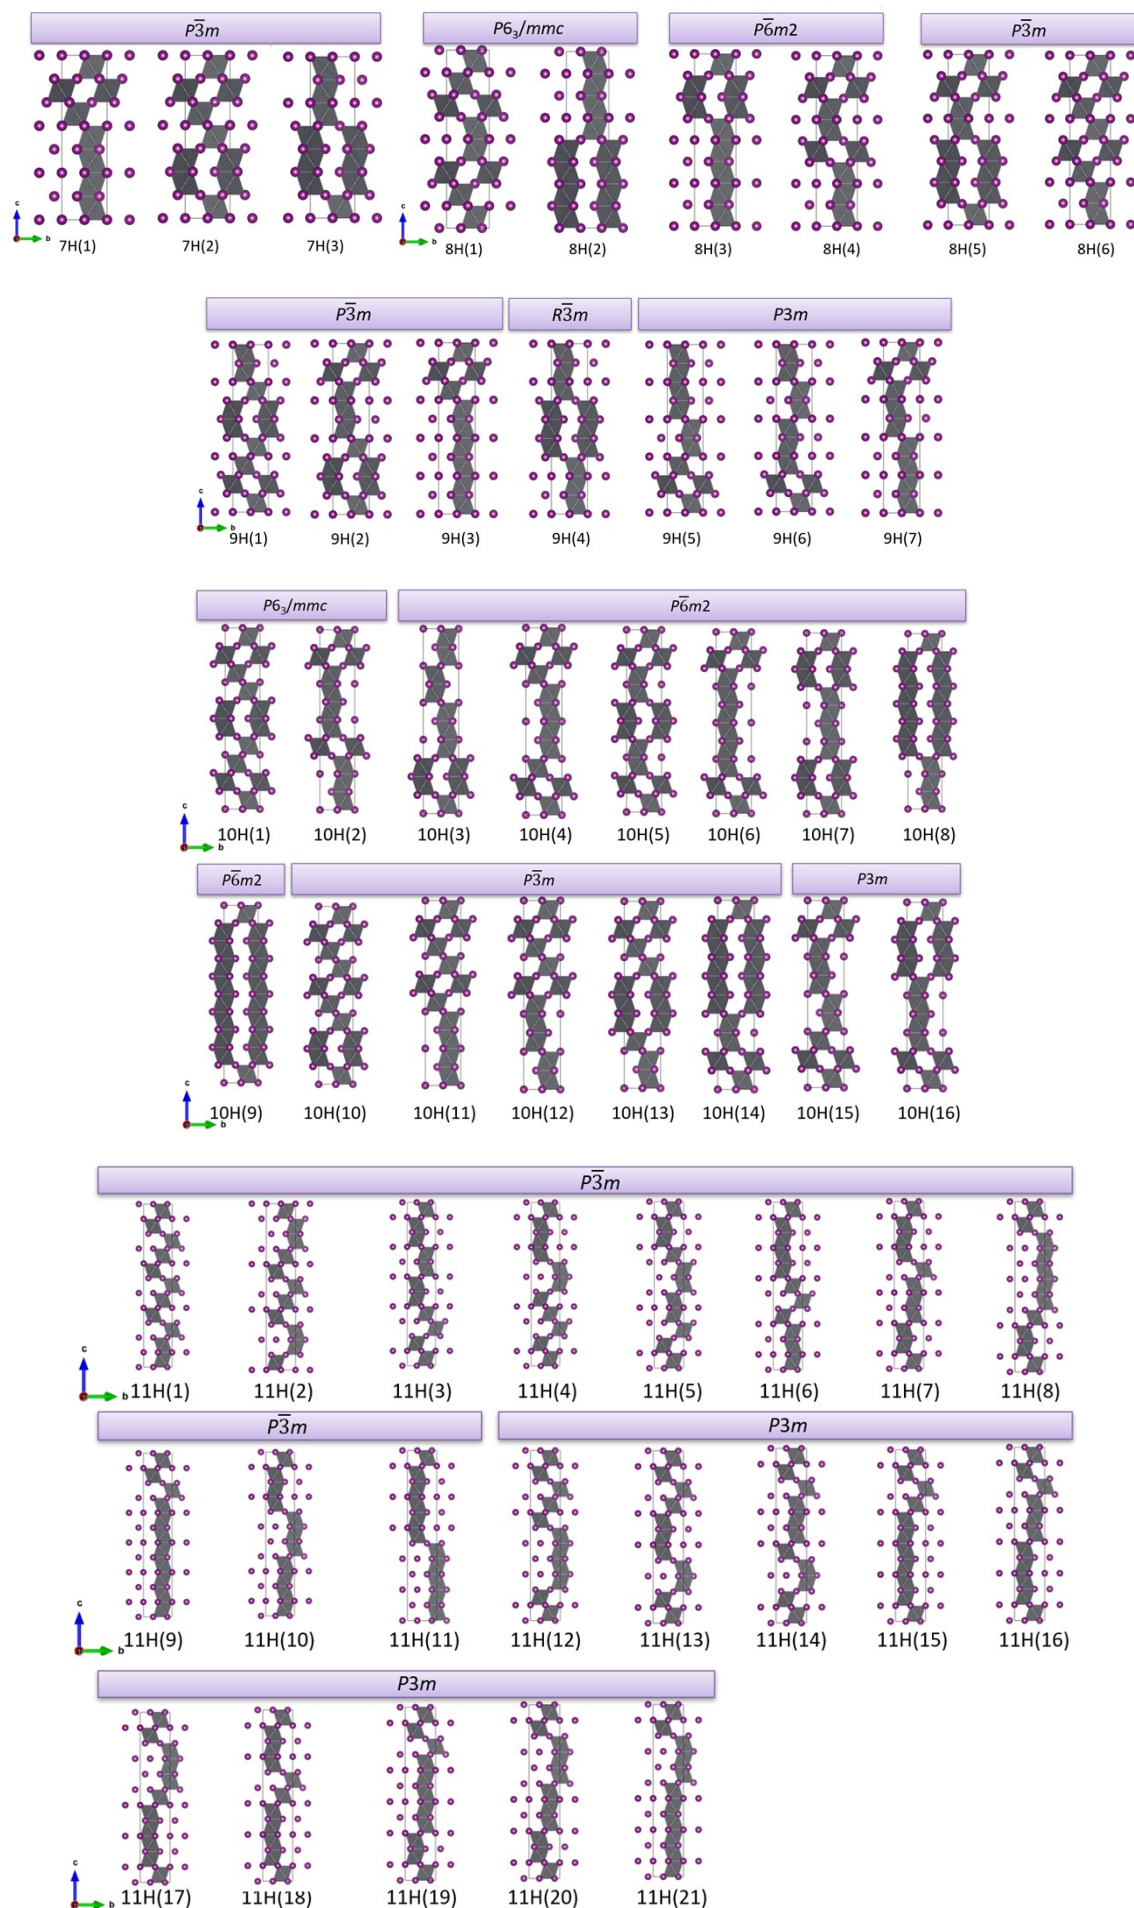 P3̅m P6₃/mmc P6̅m2 P3̅m
c b c b
7H(1) 7H(2) 7H(3) 8H(1) 8H(2) 8H(3) 8H(4) 8H(5) 8H(6)
P3̅m R3̅m P3m
c b
9H(1) 9H(2) 9H(3) 9H(4) 9H(5) 9H(6) 9H(7)
P6₃/mmc P6̅m2
c b
10H(1) 10H(2) 10H(3) 10H(4) 10H(5) 10H(6) 10H(7) 10H(8)
P6̅m2 P3̅m P3m
c b
10H(9) 10H(10) 10H(11) 10H(12) 10H(13) 10H(14) 10H(15) 10H(16)
P3̅m
c b
11H(1) 11H(2) 11H(3) 11H(4) 11H(5) 11H(6) 11H(7) 11H(8)
P3̅m P3m
c b
11H(9) 11H(10) 11H(11) 11H(12) 11H(13) 11H(14) 11H(15) 11H(16)
P3m
c b
11H(17) 11H(18) 11H(19) 11H(20) 11H(21)